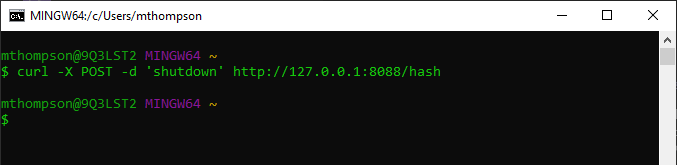 MINGW64:/c/Users/mthompson
mthompson@9Q3LST2 MINGW64 ~
$ curl -X POST -d 'shutdown' http://127.0.0.1:8088/hash
mthompson@9Q3LST2 MINGW64 ~
$